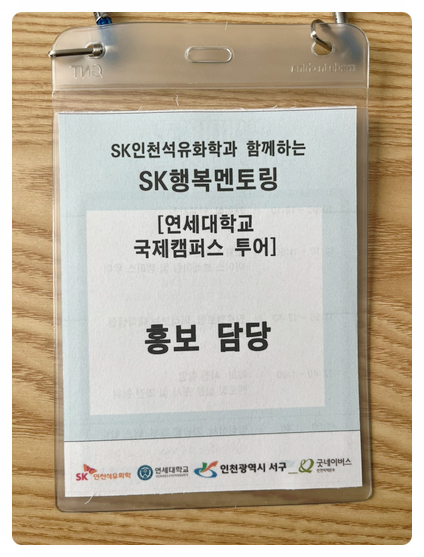 SK인천석유화학과 함께하는
SK행복멘토링
[연세대학교
국제캠퍼스 투어]
홍보 담당
SK 인천석유화학 연세대학교 인천광역시 서구 굿네이버스